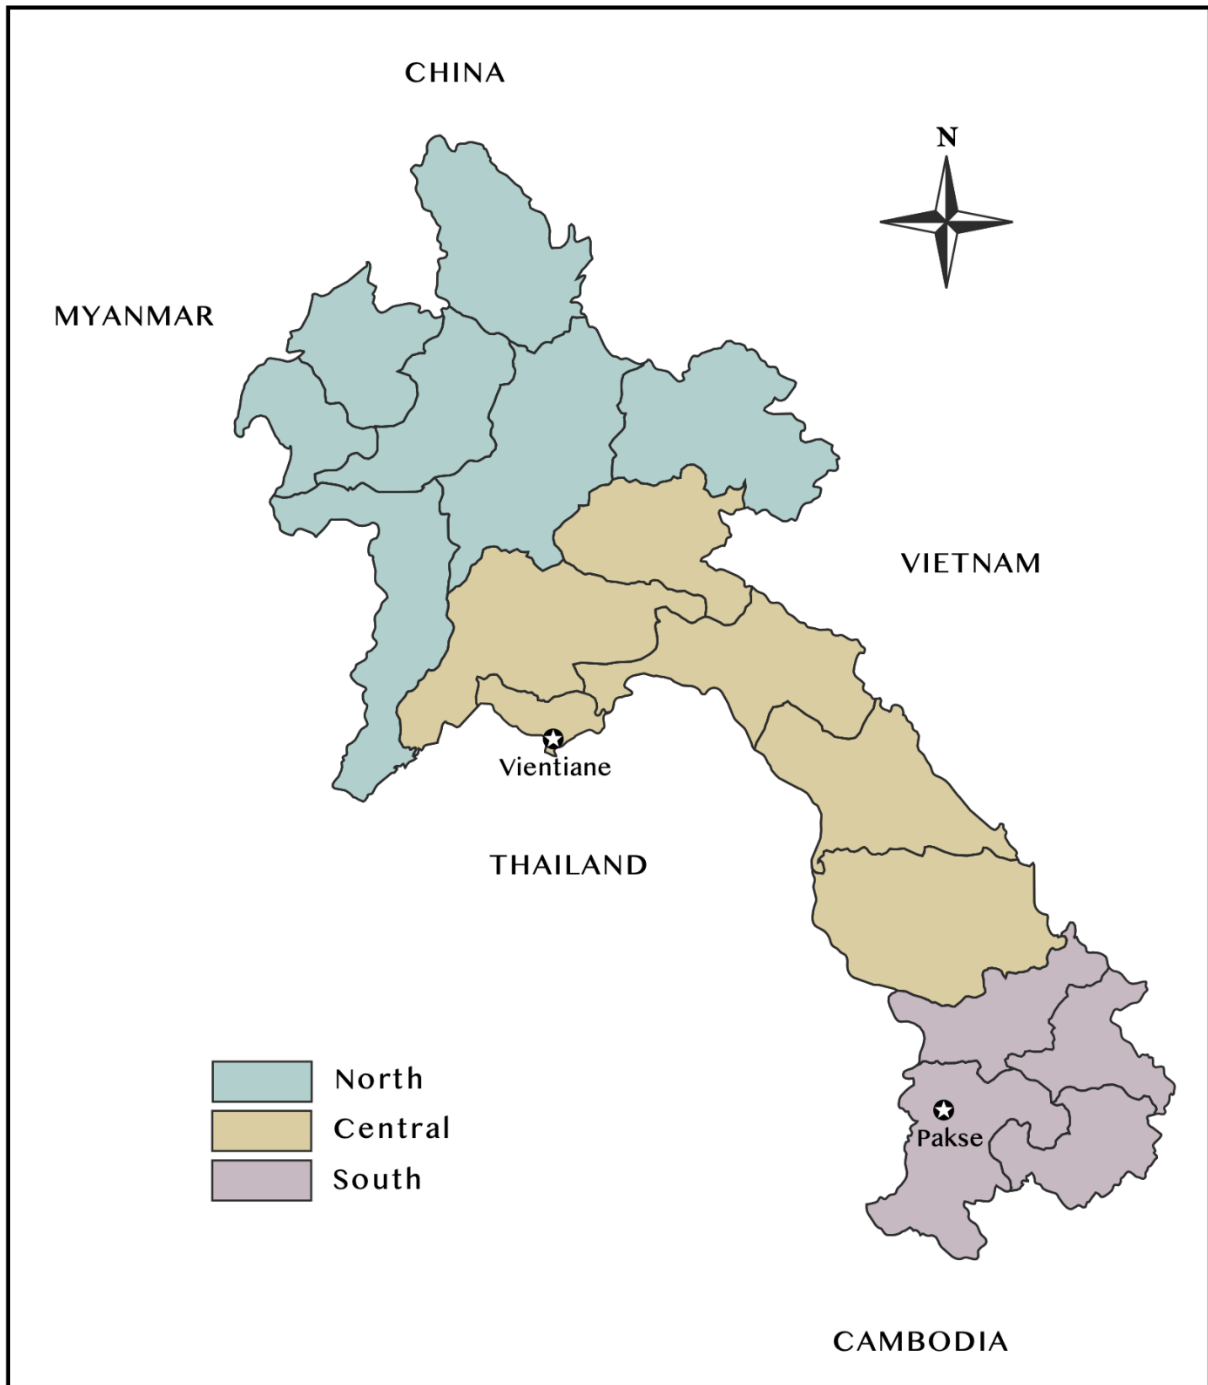 CHINA
N
MYANMAR
VIETNAM
Vientiane
THAILAND
North
Central
South
Pakse
CAMBODIA